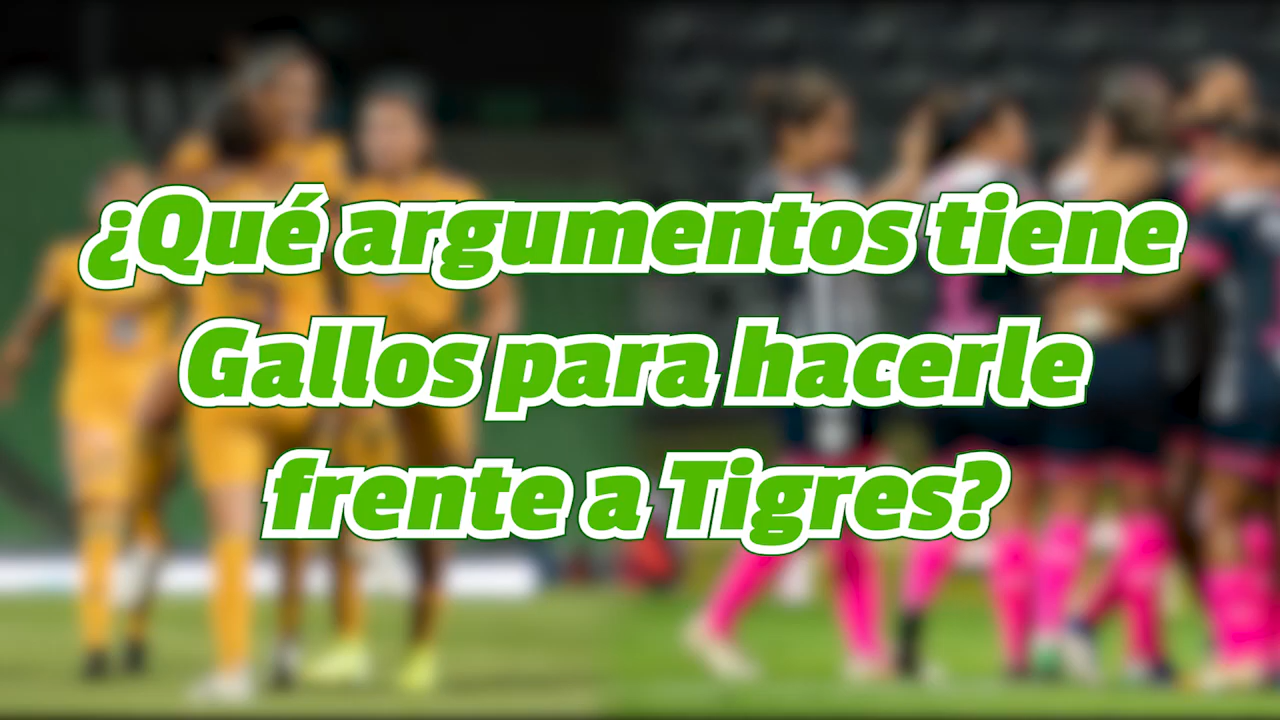 ¿Qué argumentos tiene
Gallos para hacerle
frente a Tigres?